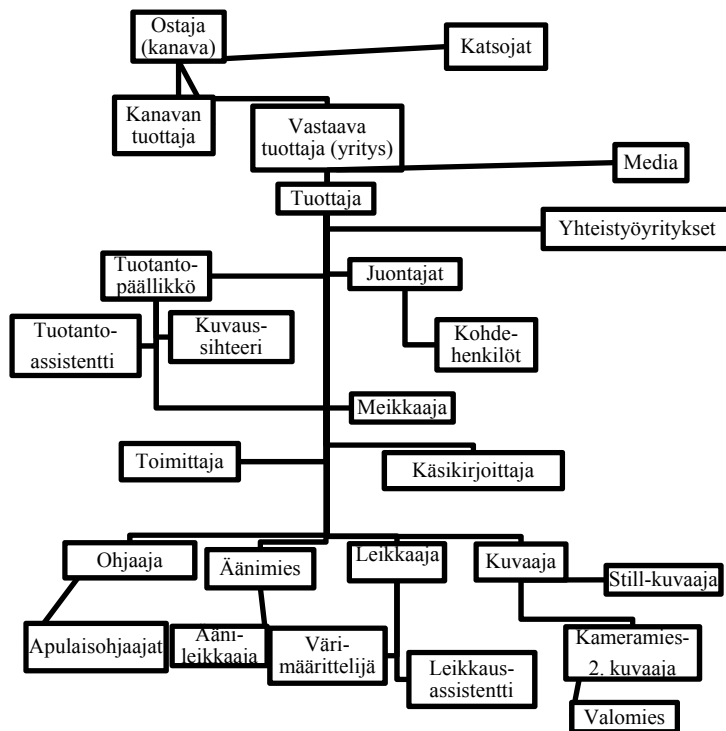 Ostaja
(kanava)
Katsojat
Kanavan
tuottaja
Vastaava
tuottaja (yritys)
Media
Tuottaja
Yhteistyöyritykset
Tuotanto-
päällikkö
Juontajat
Tuotanto-
assistentti
Kuvaus-
sihteeri
Kohde-
henkilöt
Meikkaaja
Toimittaja
Käsikirjoittaja
Ohjaaja
Äänimies
Leikkaaja
Kuvaaja
Still-kuvaaja
Apulaisohjaajat
Ääni-
leikkaaja
Väri-
määrittelijä
Leikkaus-
assistentti
Kameramies-
2. kuvaaja
Valomies